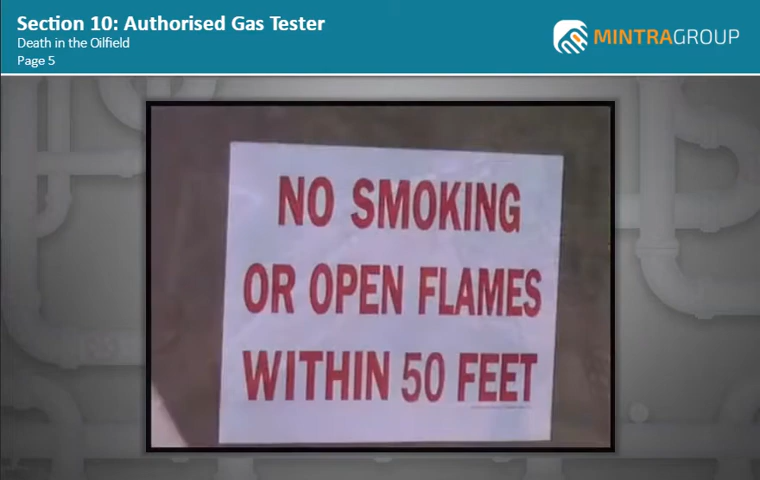 Section 10: Authorised Gas Tester
Death in the Oilfield
Page 5
MINTRAGROUP
NO SMOKING
OR OPEN FLAMES
WITHIN 50 FEET